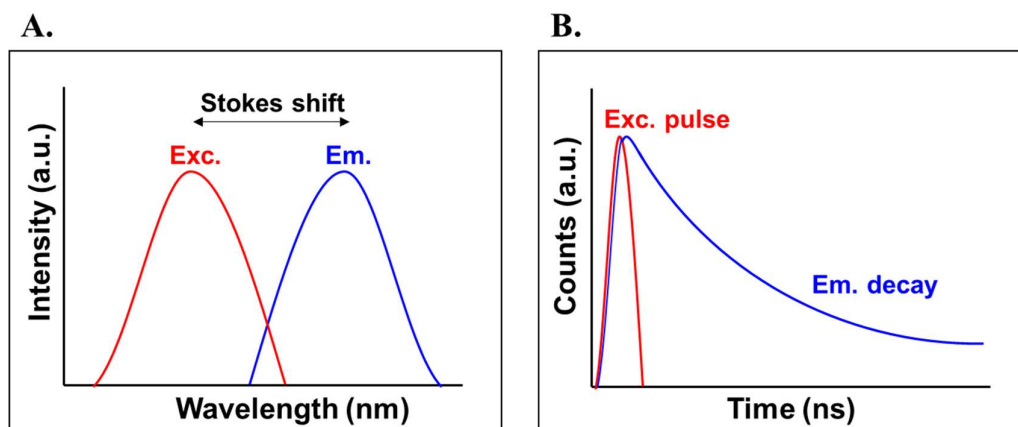 A.
Stokes shift
Exc.
Em.
Intensity (a.u.)
Wavelength (nm)
B.
Exc. pulse
Em. decay
Counts (a.u.)
Time (ns)